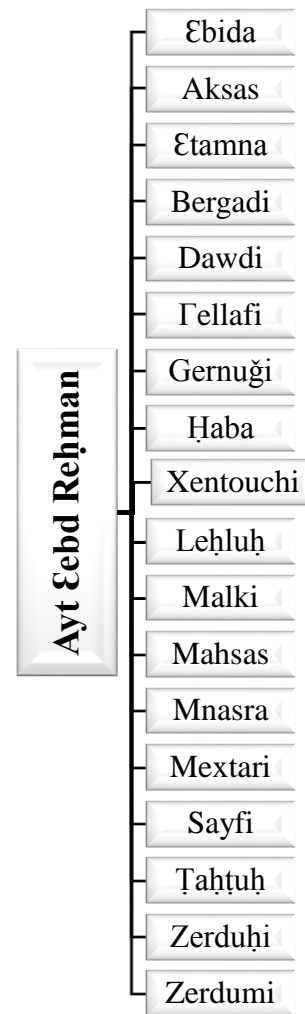 Ɛbida
Aksas
Ɛtamna
Bergadi
Dawdi
Γellafi
Gernuği
Ḥaba
Ayt Ɛebd Reḥman
Xentouchi
Leḥluḥ
Malki
Mahsas
Mnasra
Mextari
Sayfi
Ṭaḥṭuḥ
Zerduḥi
Zerdumi